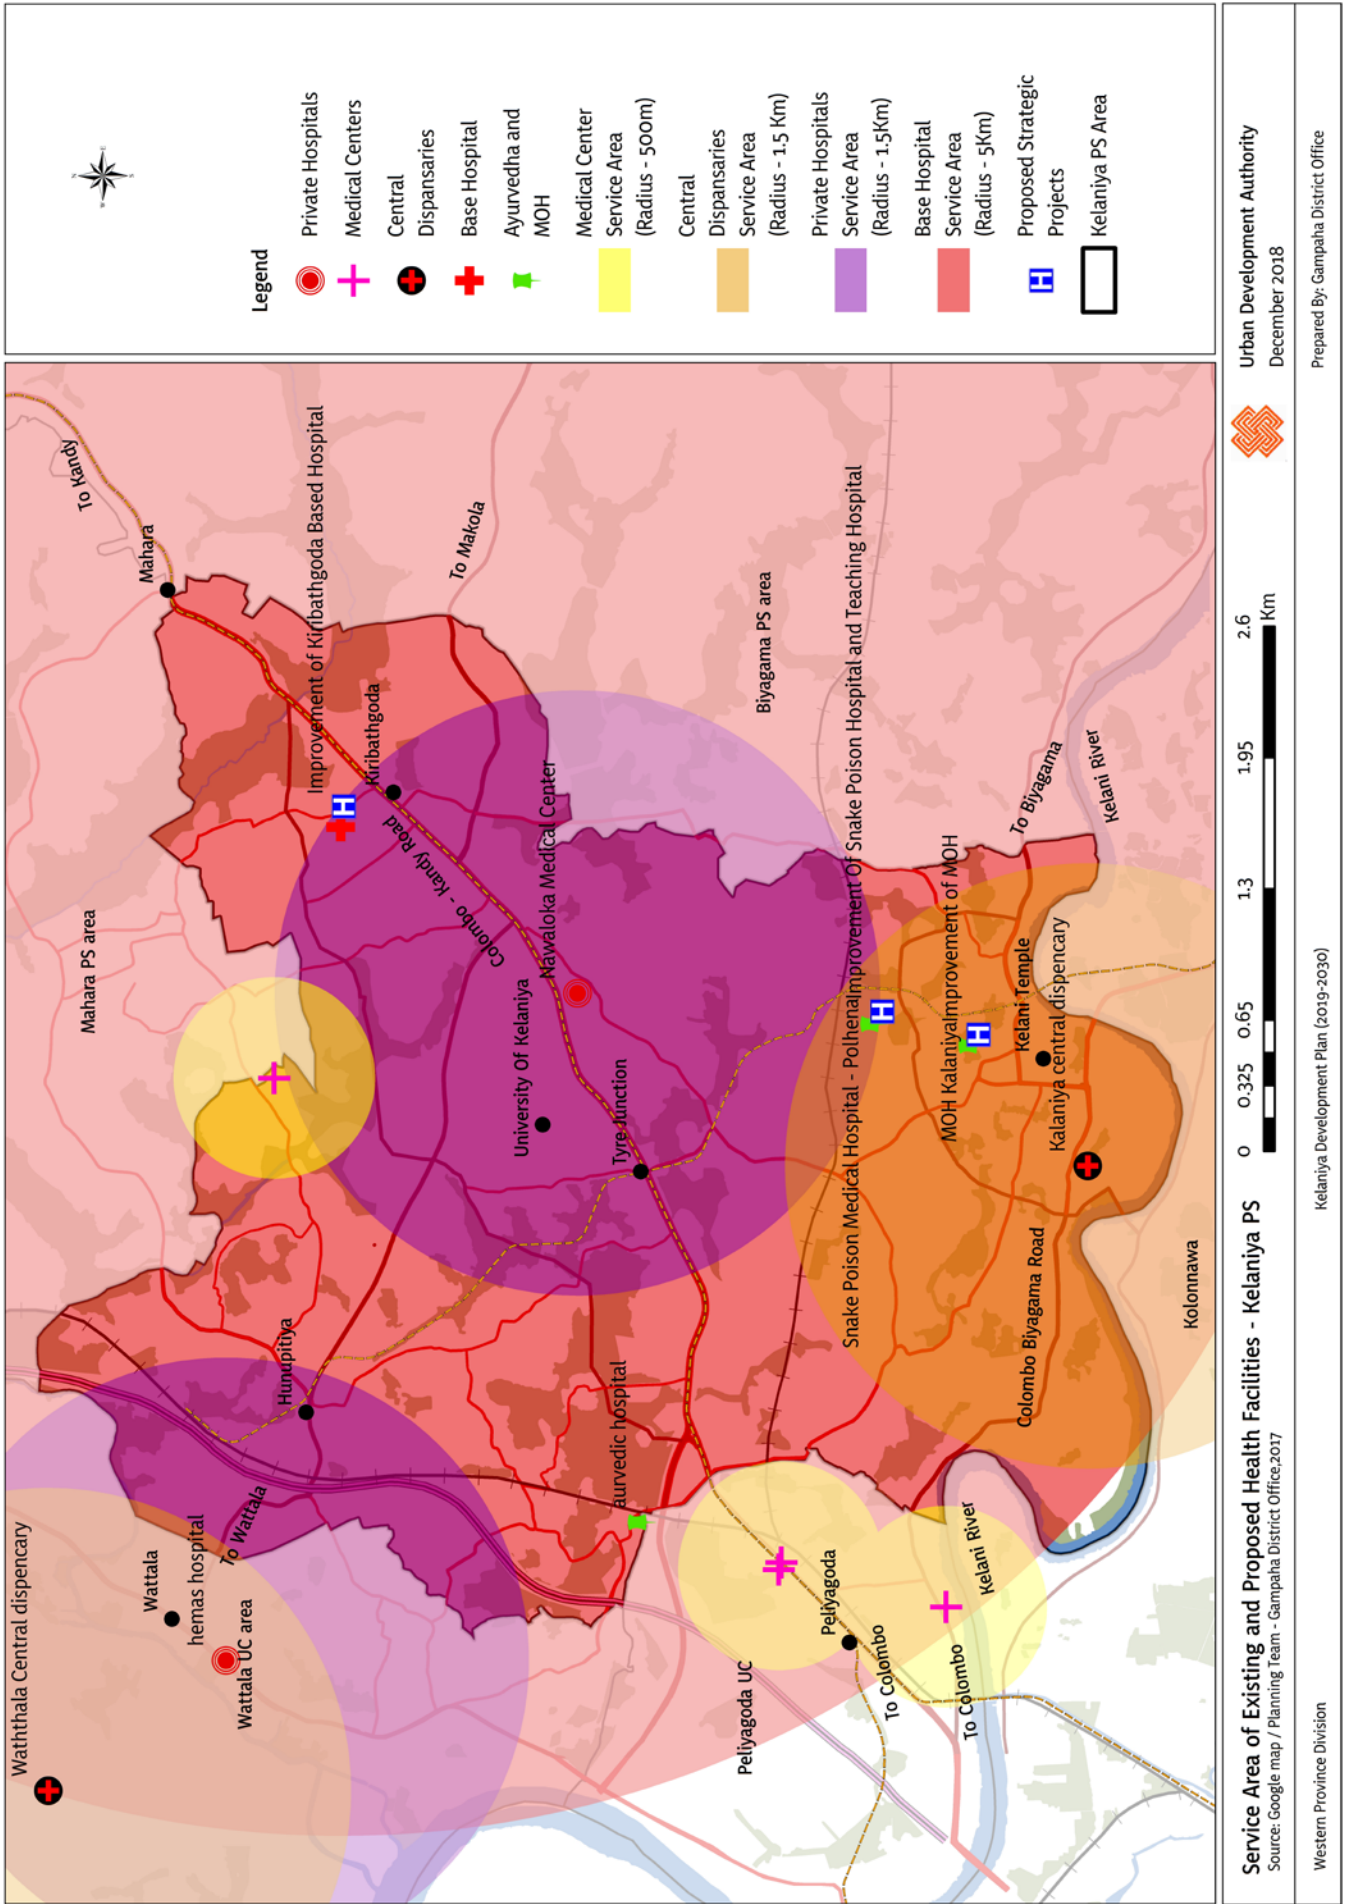 Waththala Central dispencary
Wattala
hemas hospital
Wattala UC area
To Wattala
Hunupitiya
Mahara PS area
Mahara
To Kandy
Improvement of Kiribathgoda Based Hospital
Kiribathgoda
Colombo - Kandy Road
To Makola
Nawaloka Medical Center
University Of Kelaniya
Tyre Junction
aurvedic hospital
Biyagama PS area
Peliyagoda UC
Peliyagoda
To Colombo
To Colombo
Kelani River
Snake Poison Medical Hospital - PolhenaImprovement Of Snake Poison Hospital and Teaching Hospital
MOH KalaniyaImprovement of MOH
Kelani Temple
Kalaniya central dispencary
Colombo Biyagama Road
To Biyagama
Kelani River
Kolonnawa
N
E
S
W
Legend
Private Hospitals
Medical Centers
Central
Dispansaries
Base Hospital
Ayurvedha and
MOH
Medical Center
Service Area
(Radius - 500m)
Central
Dispansaries
Service Area
(Radius - 1.5 Km)
Private Hospitals
Service Area
(Radius - 1.5Km)
Base Hospital
Service Area
(Radius - 5Km)
H
Proposed Strategic
Projects
Kelaniya PS Area
Service Area of Existing and Proposed Health Facilities - Kelaniya PS
Source: Google map / Planning Team - Gampaha District Office,2017
0 0.325 0.65 1.3 1.95 2.6
Km
Urban Development Authority
December 2018
Western Province Division
Kelaniya Development Plan (2019-2030)
Prepared By: Gampaha District Office